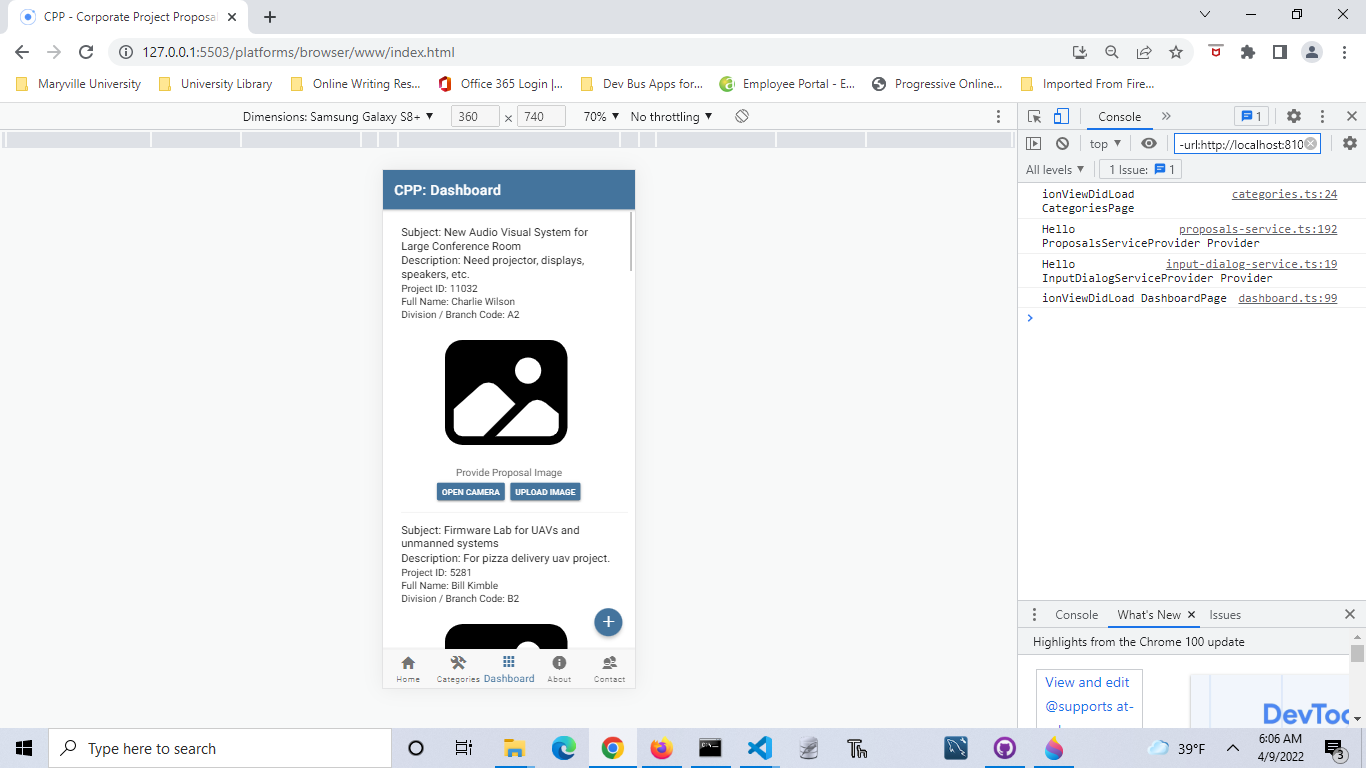 CPP - Corporate Project Proposal
127.0.0.1:5503/platforms/browser/www/index.html
Maryville University
University Library
Online Writing Res...
Office 365 Login |...
Dev Bus Apps for...
Employee Portal - E...
Progressive Online...
Imported From Fire...
Dimensions: Samsung Galaxy S8+
360 × 740
70%
No throttling
CPP: Dashboard
Subject: New Audio Visual System for
Large Conference Room
Description: Need projector, displays,
speakers, etc.
Project ID: 11032
Full Name: Charlie Wilson
Division / Branch Code: A2
Provide Proposal Image
OPEN CAMERA UPLOAD IMAGE
Subject: Firmware Lab for UAVs and
unmanned systems
Description: For pizza delivery uav project.
Project ID: 5281
Full Name: Bill Kimble
Division / Branch Code: B2
+
Home Categories Dashboard About Contact
Console » 1
top
-url:http://localhost:810
All levels
1 Issue: 1
ionViewDidLoad categories.ts:24
CategoriesPage
Hello proposals-service.ts:192
ProposalsServiceProvider Provider
Hello input-dialog-service.ts:19
InputDialogServiceProvider Provider
ionViewDidLoad DashboardPage dashboard.ts:99
Console What's New Issues
Highlights from the Chrome 100 update
View and edit
@supports at-
DevToo
Type here to search
Th
39°F
6:06 AM
4/9/2022
3